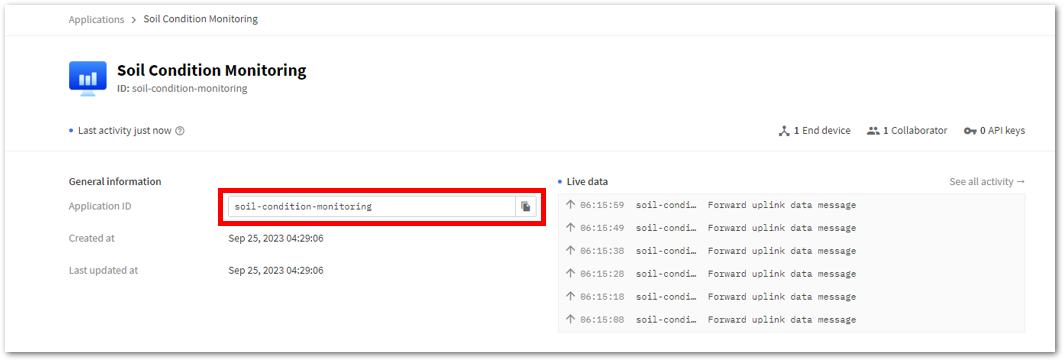 Applications > Soil Condition Monitoring
Soil Condition Monitoring
ID: soil-condition-monitoring
Last activity just now
1 End device 1 Collaborator 0 API keys
General information
Application ID soil-condition-monitoring
Created at Sep 25, 2023 04:29:06
Last updated at Sep 25, 2023 04:29:06
Live data See all activity →
↑ 06:15:59 soil-condi… Forward uplink data message
↑ 06:15:49 soil-condi… Forward uplink data message
↑ 06:15:38 soil-condi… Forward uplink data message
↑ 06:15:28 soil-condi… Forward uplink data message
↑ 06:15:18 soil-condi… Forward uplink data message
↑ 06:15:08 soil-condi… Forward uplink data message